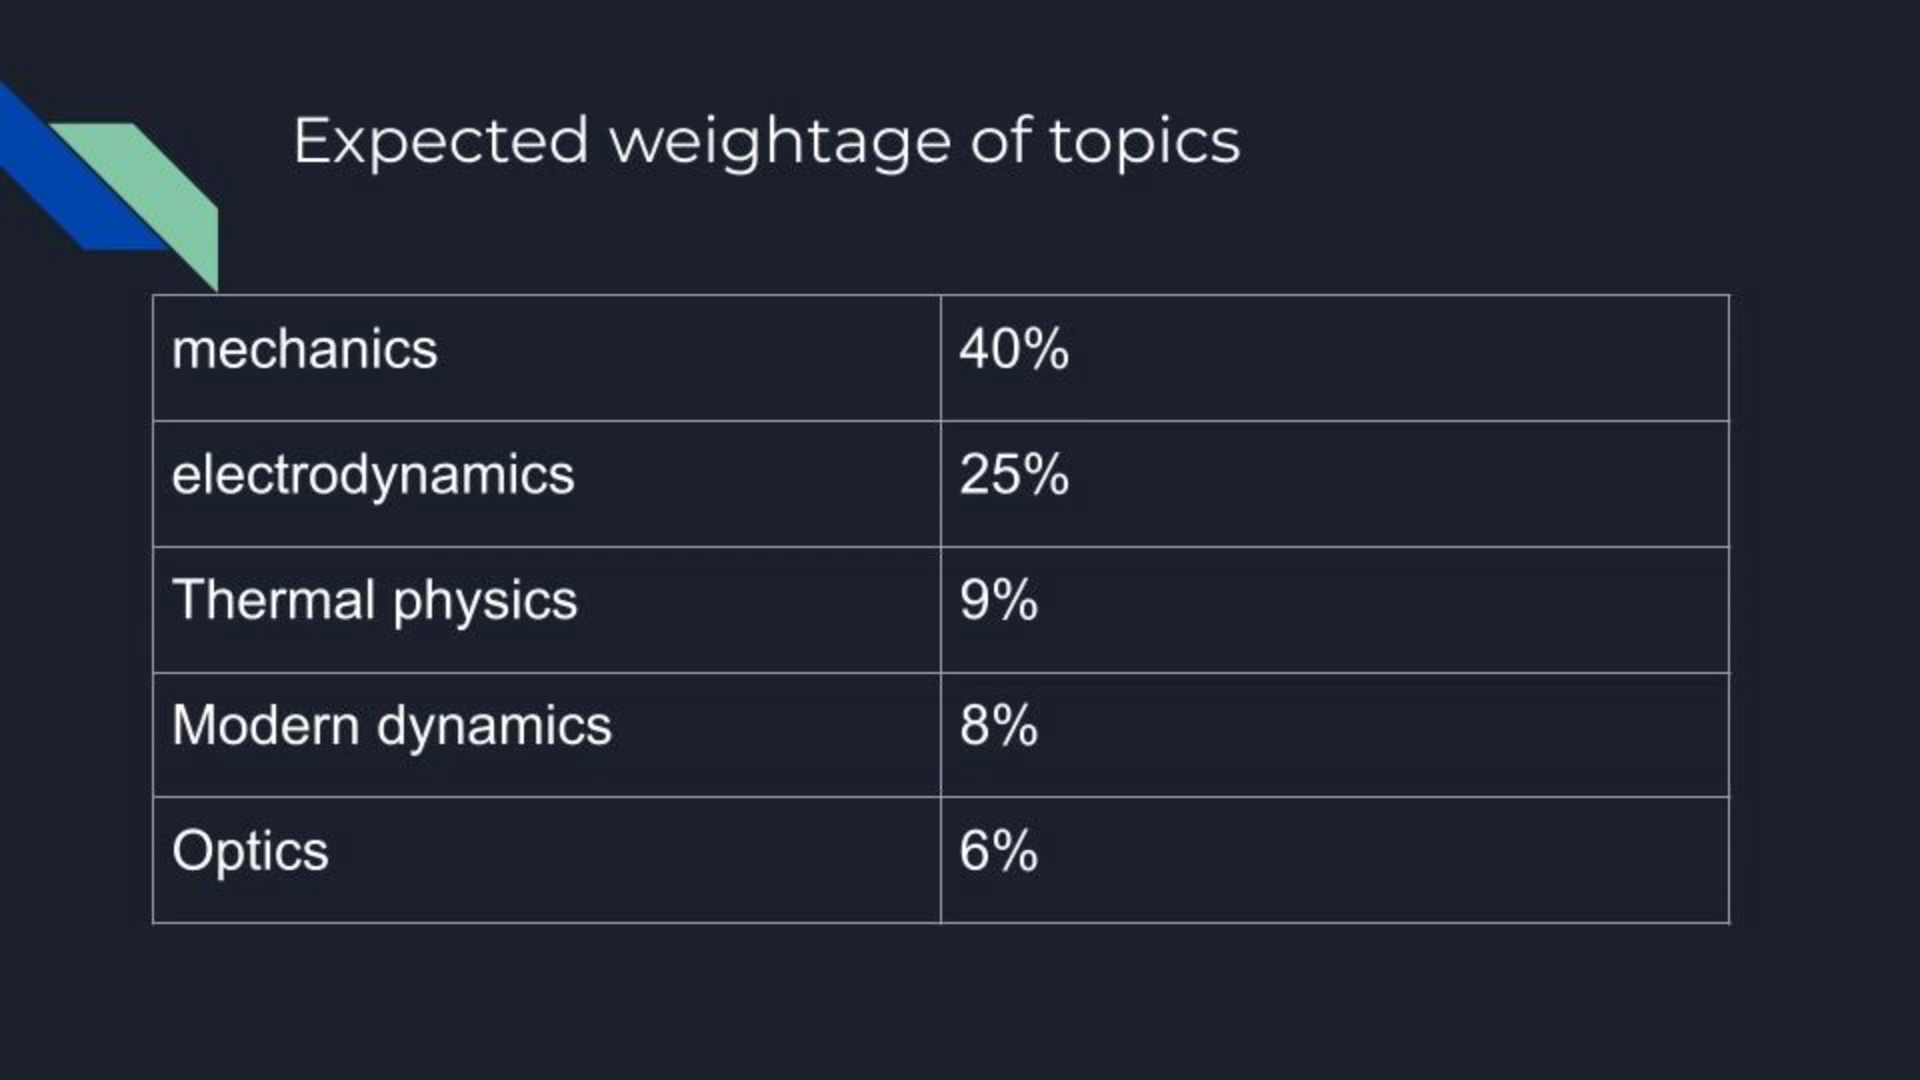 Expected weightage of topics
mechanics 40%
electrodynamics 25%
Thermal physics 9%
Modern dynamics 8%
Optics 6%